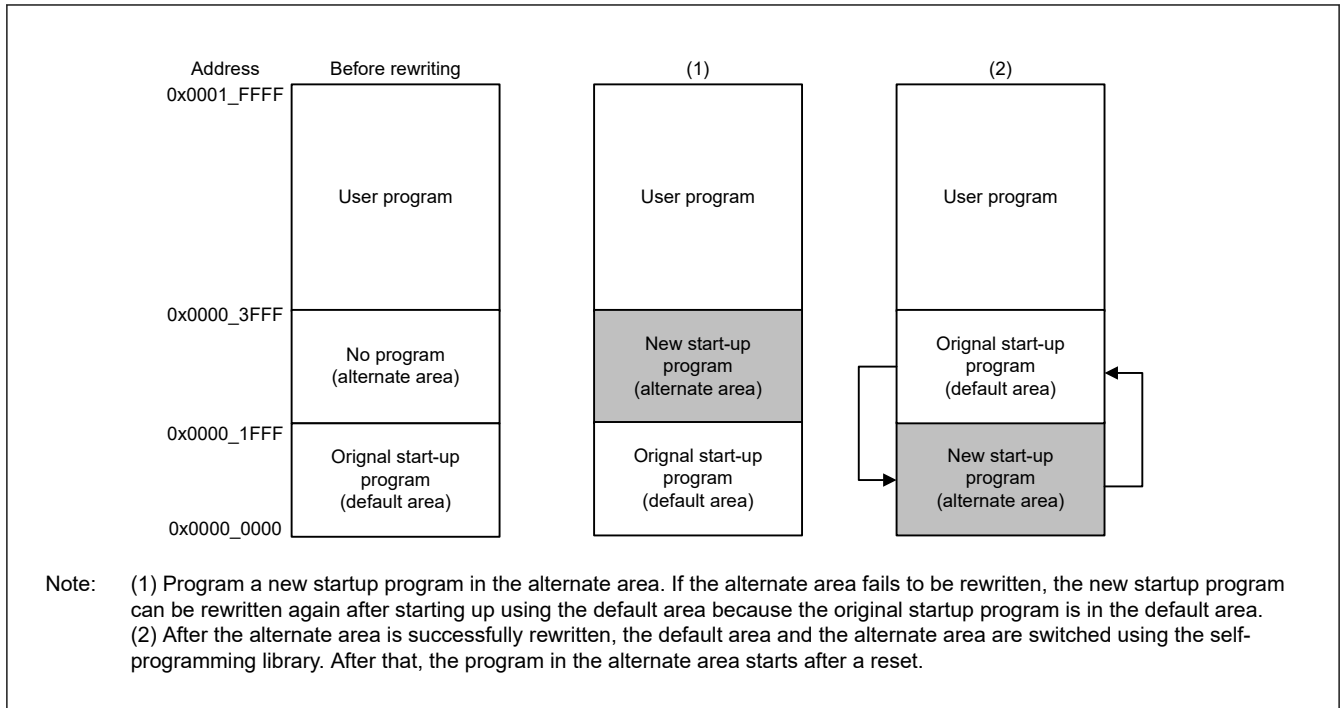 Address
Before rewriting
(1)
(2)
0x0001_FFFF
User program
User program
User program
0x0000_3FFF
No program
(alternate area)
New start-up
program
(alternate area)
Orignal start-up
program
(default area)
0x0000_1FFF
Orignal start-up
program
(default area)
Orignal start-up
program
(default area)
New start-up
program
(alternate area)
0x0000_0000
Note: (1) Program a new startup program in the alternate area. If the alternate area fails to be rewritten, the new startup program
can be rewritten again after starting up using the default area because the original startup program is in the default area.
(2) After the alternate area is successfully rewritten, the default area and the alternate area are switched using the self-
programming library. After that, the program in the alternate area starts after a reset.